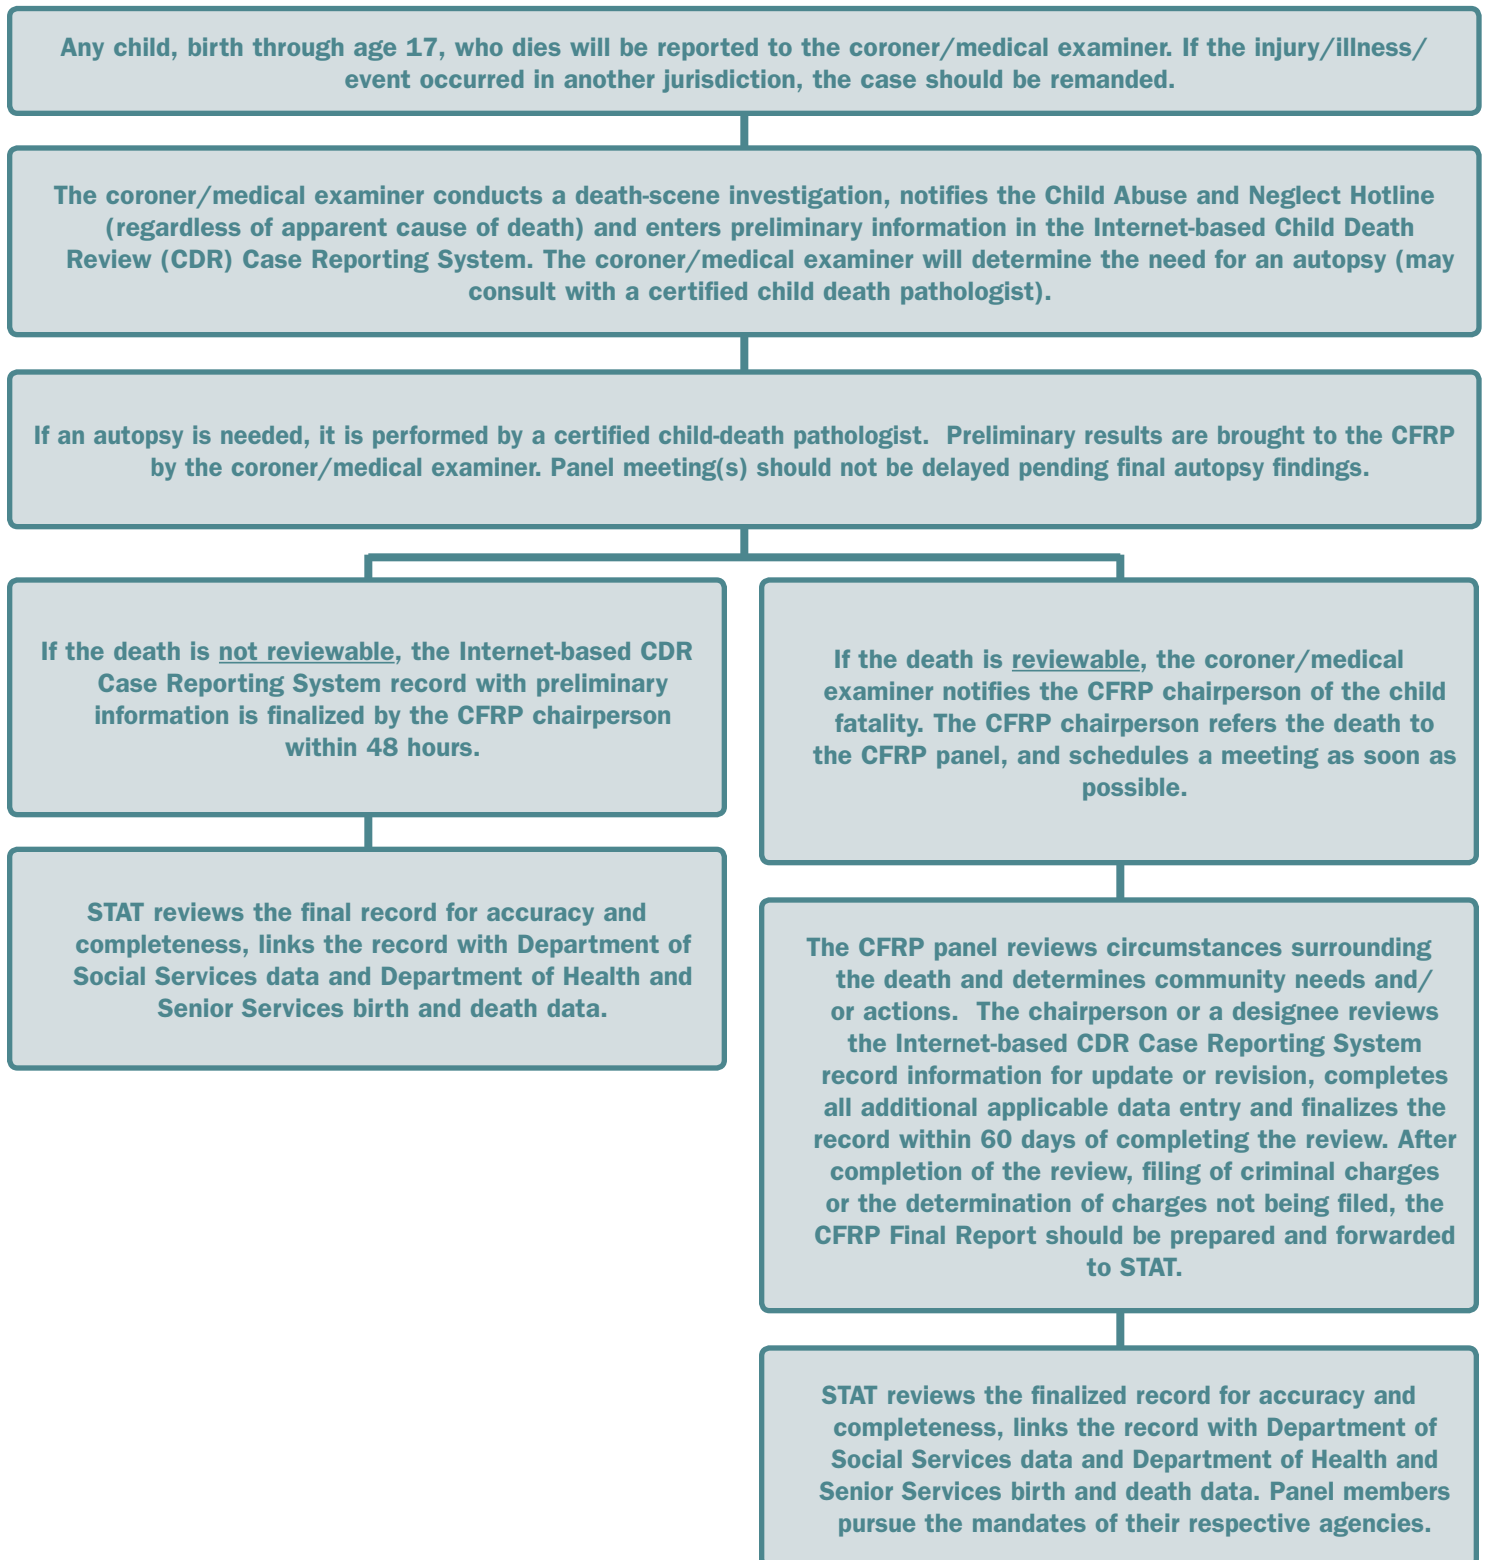 Any child, birth through age 17, who dies will be reported to the coroner/medical examiner. If the injury/illness/
event occurred in another jurisdiction, the case should be remanded.
The coroner/medical examiner conducts a death-scene investigation, notifies the Child Abuse and Neglect Hotline
(regardless of apparent cause of death) and enters preliminary information in the Internet-based Child Death
Review (CDR) Case Reporting System. The coroner/medical examiner will determine the need for an autopsy (may
consult with a certified child death pathologist).
If an autopsy is needed, it is performed by a certified child-death pathologist.  Preliminary results are brought to the CFRP
by the coroner/medical examiner. Panel meeting(s) should not be delayed pending final autopsy findings.
If the death is not reviewable, the Internet-based CDR
Case Reporting System record with preliminary
information is finalized by the CFRP chairperson
within 48 hours.
STAT reviews the final record for accuracy and
completeness, links the record with Department of
Social Services data and Department of Health and
Senior Services birth and death data.
If the death is reviewable, the coroner/medical
examiner notifies the CFRP chairperson of the child
fatality. The CFRP chairperson refers the death to
the CFRP panel, and schedules a meeting as soon as
possible.
The CFRP panel reviews circumstances surrounding
the death and determines community needs and/
or actions.  The chairperson or a designee reviews
the Internet-based CDR Case Reporting System
record information for update or revision, completes
all additional applicable data entry and finalizes the
record within 60 days of completing the review. After
completion of the review, filing of criminal charges
or the determination of charges not being filed, the
CFRP Final Report should be prepared and forwarded
to STAT.
STAT reviews the finalized record for accuracy and
completeness, links the record with Department of
Social Services data and Department of Health and
Senior Services birth and death data. Panel members
pursue the mandates of their respective agencies.